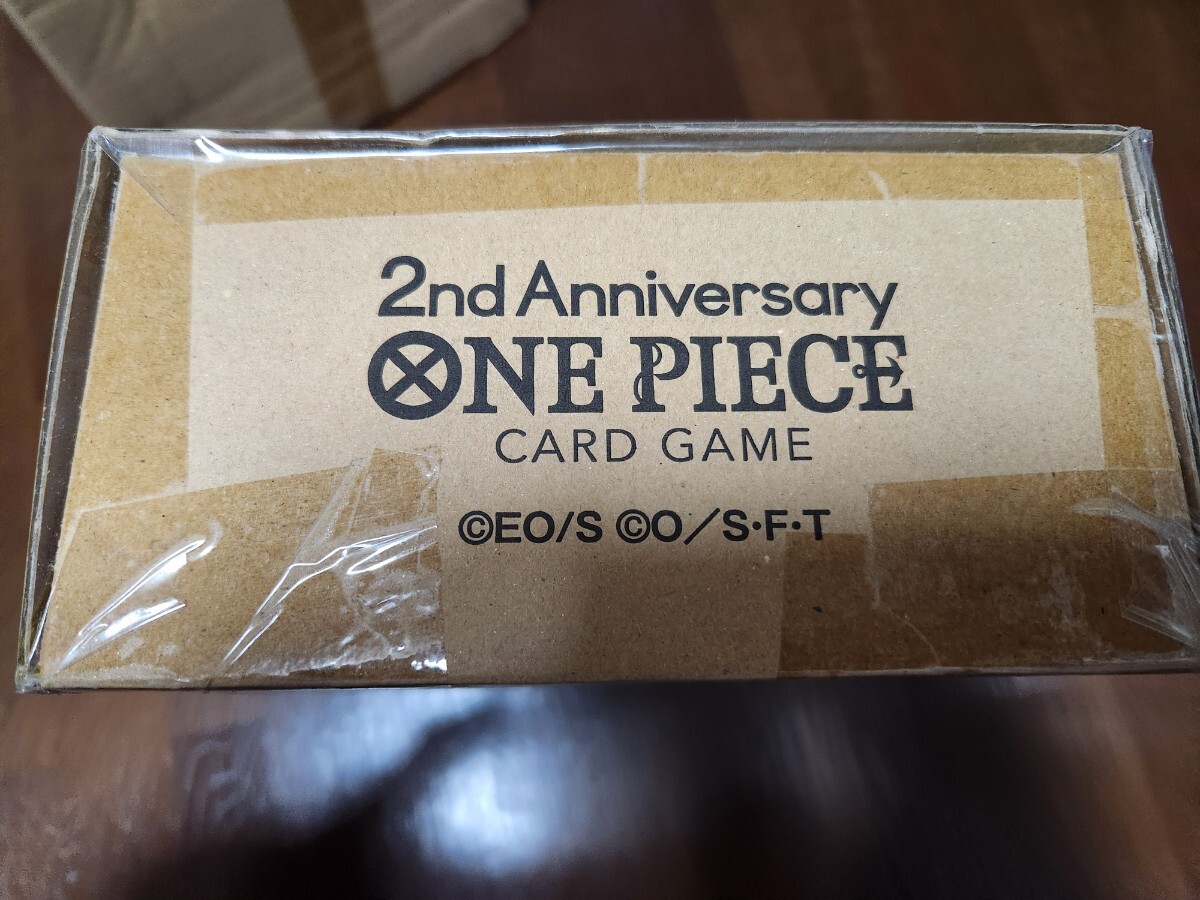 2nd Anniversary
ONE PIECE
CARD GAME
©EO/S ©O/S･F･T